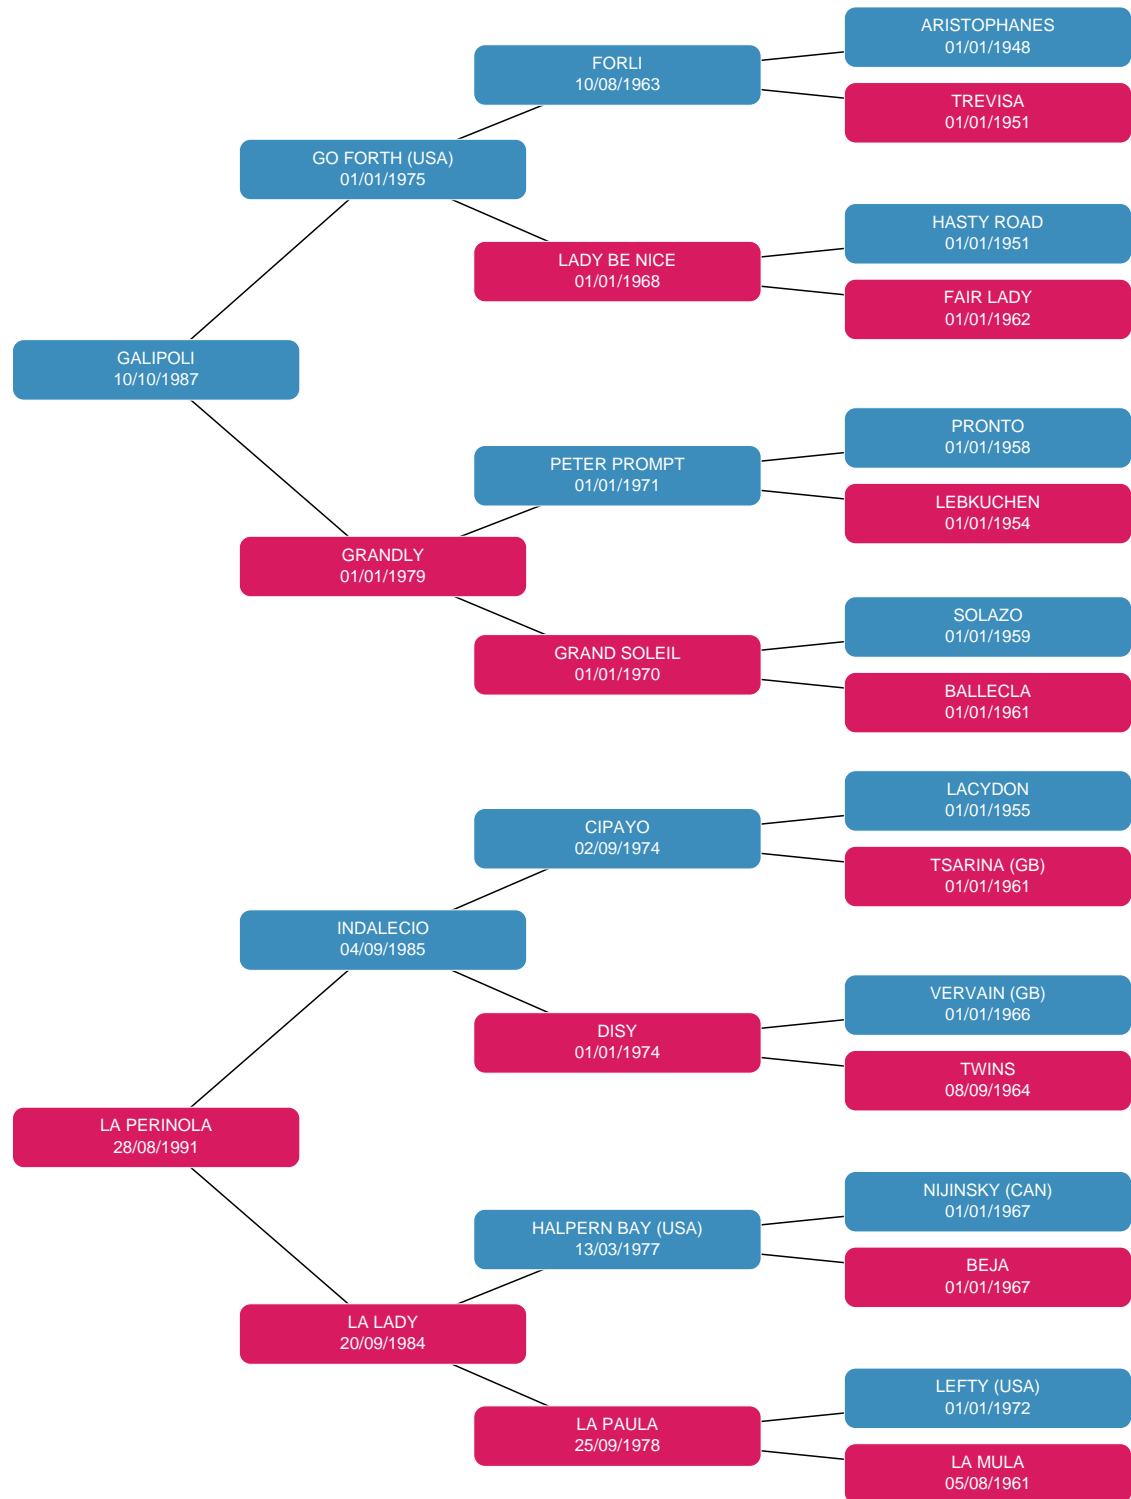 ARISTOPHANES
01/01/1948
FORLI
10/08/1963
TREVISA
01/01/1951
GO FORTH (USA)
01/01/1975
HASTY ROAD
01/01/1951
LADY BE NICE
01/01/1968
FAIR LADY
01/01/1962
GALIPOLI
10/10/1987
PRONTO
01/01/1958
PETER PROMPT
01/01/1971
LEBKUCHEN
01/01/1954
GRANDLY
01/01/1979
SOLAZO
01/01/1959
GRAND SOLEIL
01/01/1970
BALLECLA
01/01/1961
LACYDON
01/01/1955
CIPAYO
02/09/1974
TSARINA (GB)
01/01/1961
INDALECIO
04/09/1985
VERVAIN (GB)
01/01/1966
DISY
01/01/1974
TWINS
08/09/1964
LA PERINOLA
28/08/1991
NIJINSKY (CAN)
01/01/1967
HALPERN BAY (USA)
13/03/1977
BEJA
01/01/1967
LA LADY
20/09/1984
LEFTY (USA)
01/01/1972
LA PAULA
25/09/1978
LA MULA
05/08/1961